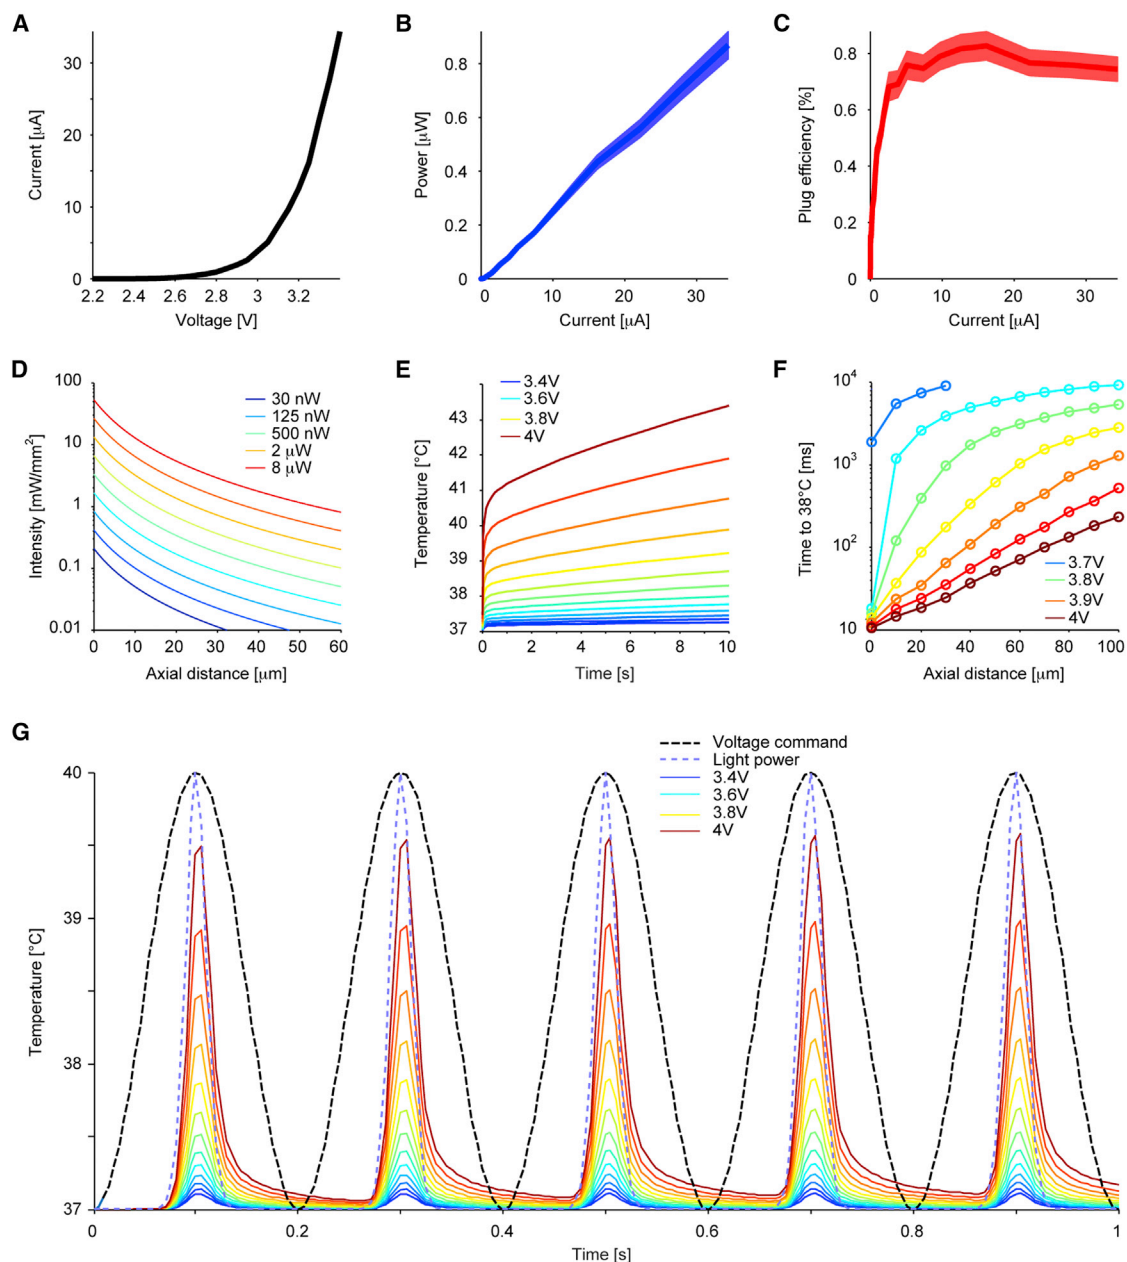 A
Current [μA]
30
20
10
0
2.2
2.4
2.6
2.8
3
3.2
Voltage [V]
B
Power [μW]
0.8
0.6
0.4
0.2
0
0
10
20
30
Current [μA]
C
Plug efficiency [%]
0.8
0.6
0.4
0.2
0
0
10
20
30
Current [μA]
D
Intensity [mW/mm²]
100
10
1
0.1
0.01
0
10
20
30
40
50
60
Axial distance [μm]
30 nW
125 nW
500 nW
2 μW
8 μW
E
Temperature [°C]
43
42
41
40
39
38
37
0
2
4
6
8
10
Time [s]
3.4V
3.6V
3.8V
4V
F
Time to 38°C [ms]
10⁴
10³
10²
10
0
20
40
60
80
100
Axial distance [μm]
3.7V
3.8V
3.9V
4V
G
Temperature [°C]
40
39
38
37
0
0.2
0.4
0.6
0.8
1
Time [s]
Voltage command
Light power
3.4V
3.6V
3.8V
4V